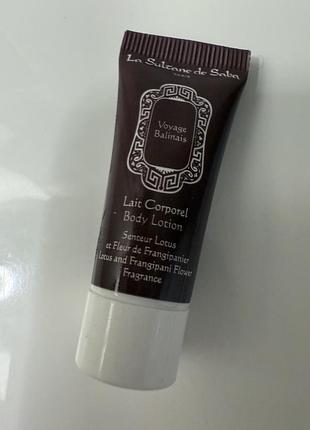 La Sultane de Saba
PARIS
Voyage
Balinais
Lait Corporel
Body Lotion
Senteur Lotus
et Fleur de Frangipanier
Lotus and Frangipani Flower
Fragrance